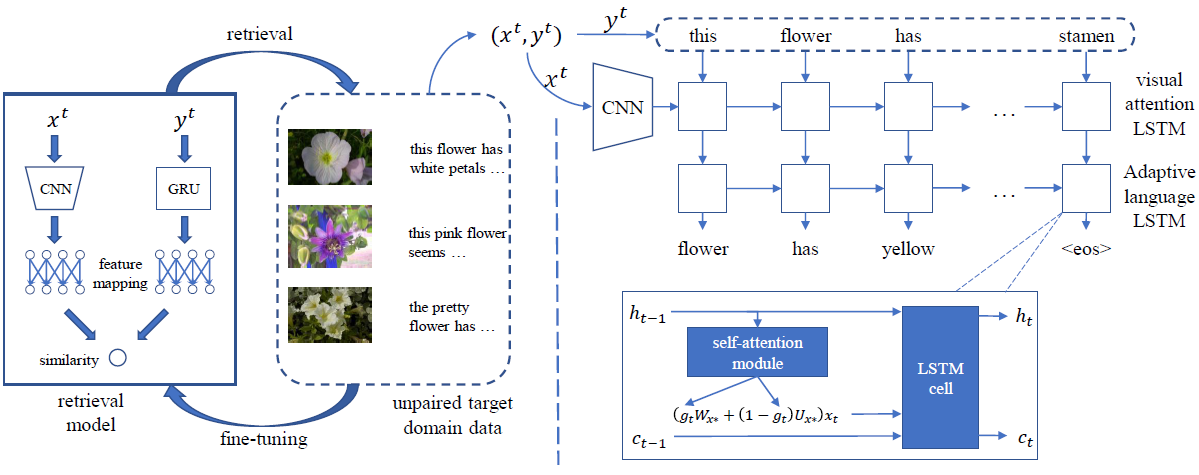 retrieval
x^t
y^t
CNN
GRU
feature
mapping
similarity
retrieval
model
fine-tuning
this flower has
white petals …
this pink flower
seems …
the pretty
flower has …
unpaired target
domain data
(x^t, y^t)
y^t
x^t
this flower has stamen
CNN
...
visual
attention
LSTM
...
Adaptive
language
LSTM
flower has yellow <eos>
h_{t-1}
self-attention
module
(g_t W_{x*} + (1 − g_t)U_{x*})x_t
c_{t-1}
LSTM
cell
h_t
c_t